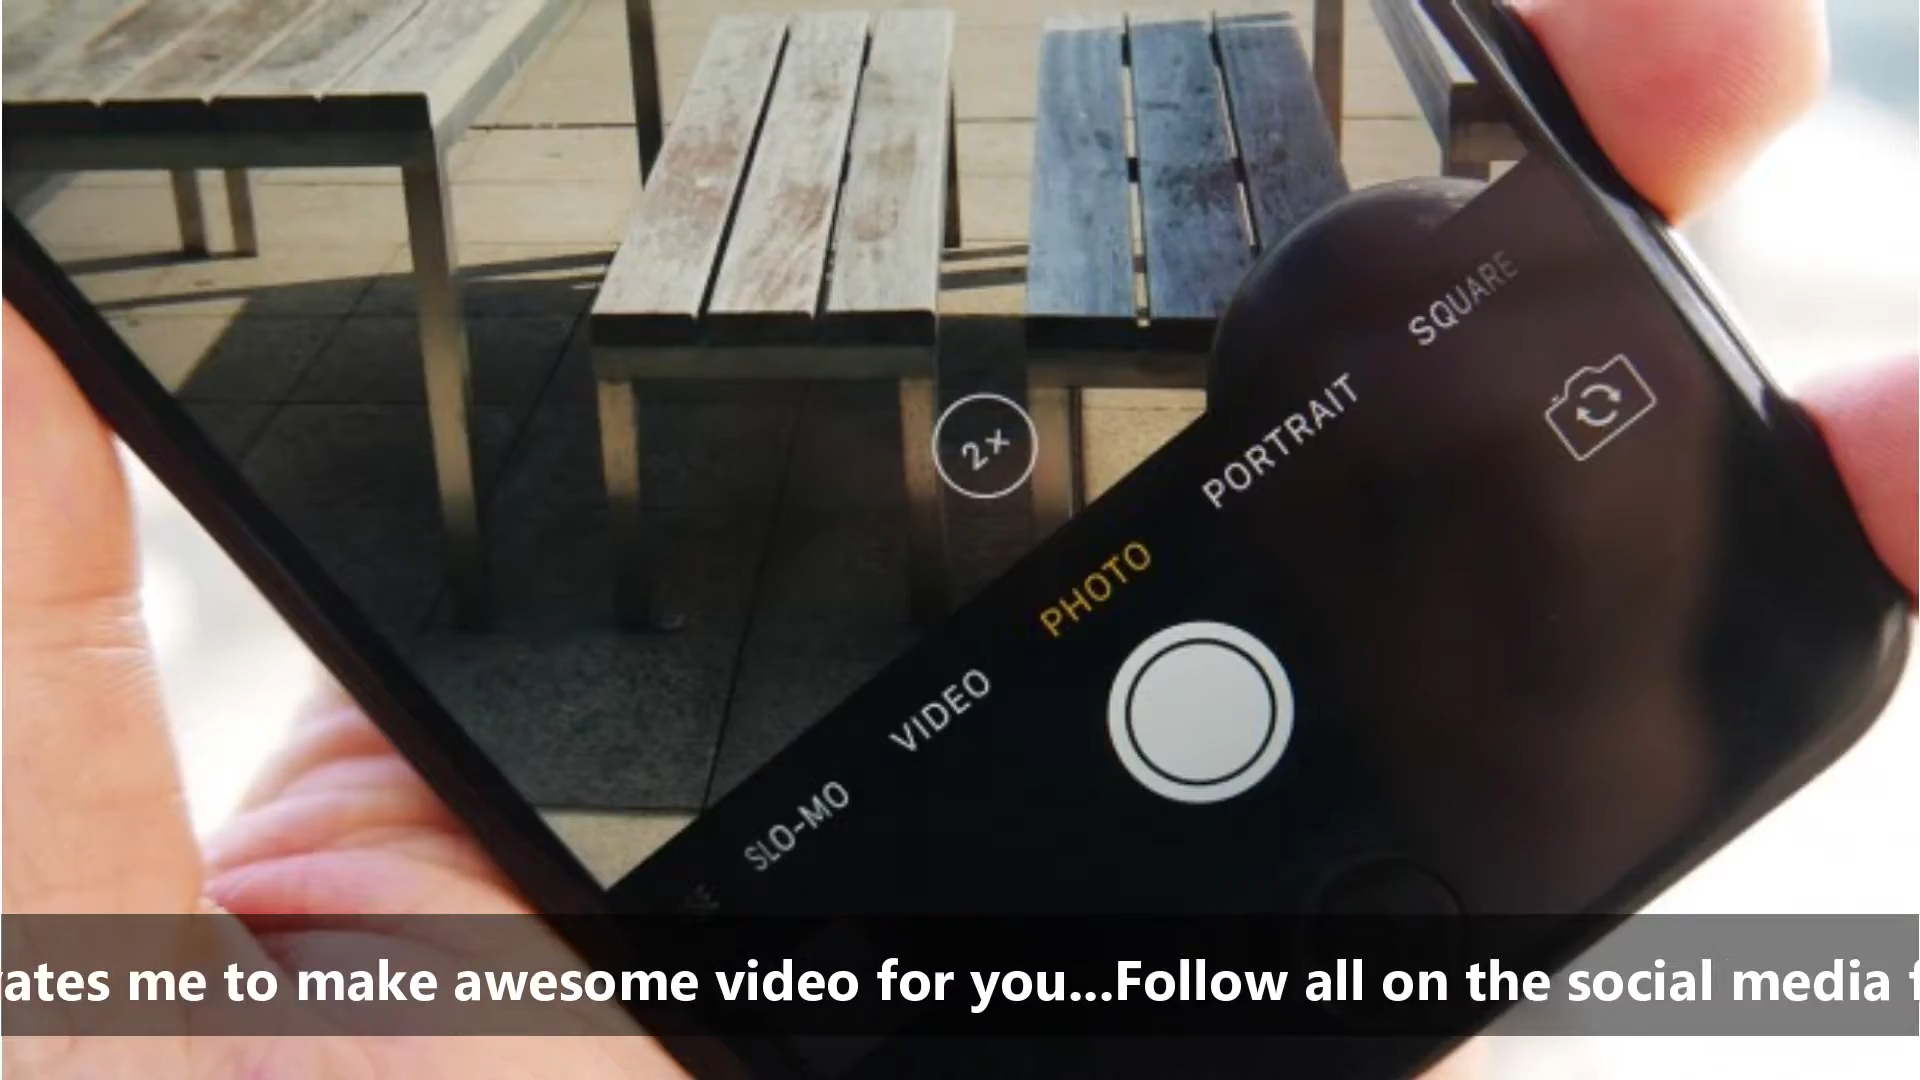 SQUARE
PORTRAIT
2×
PHOTO
VIDEO
SLO-MO
me to make awesome video for you...Follow all on the social media